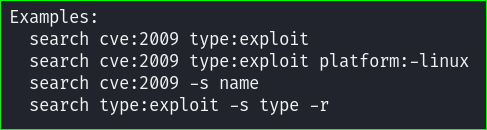 Examples:
  search cve:2009 type:exploit
  search cve:2009 type:exploit platform:-linux
  search cve:2009 -s name
  search type:exploit -s type -r